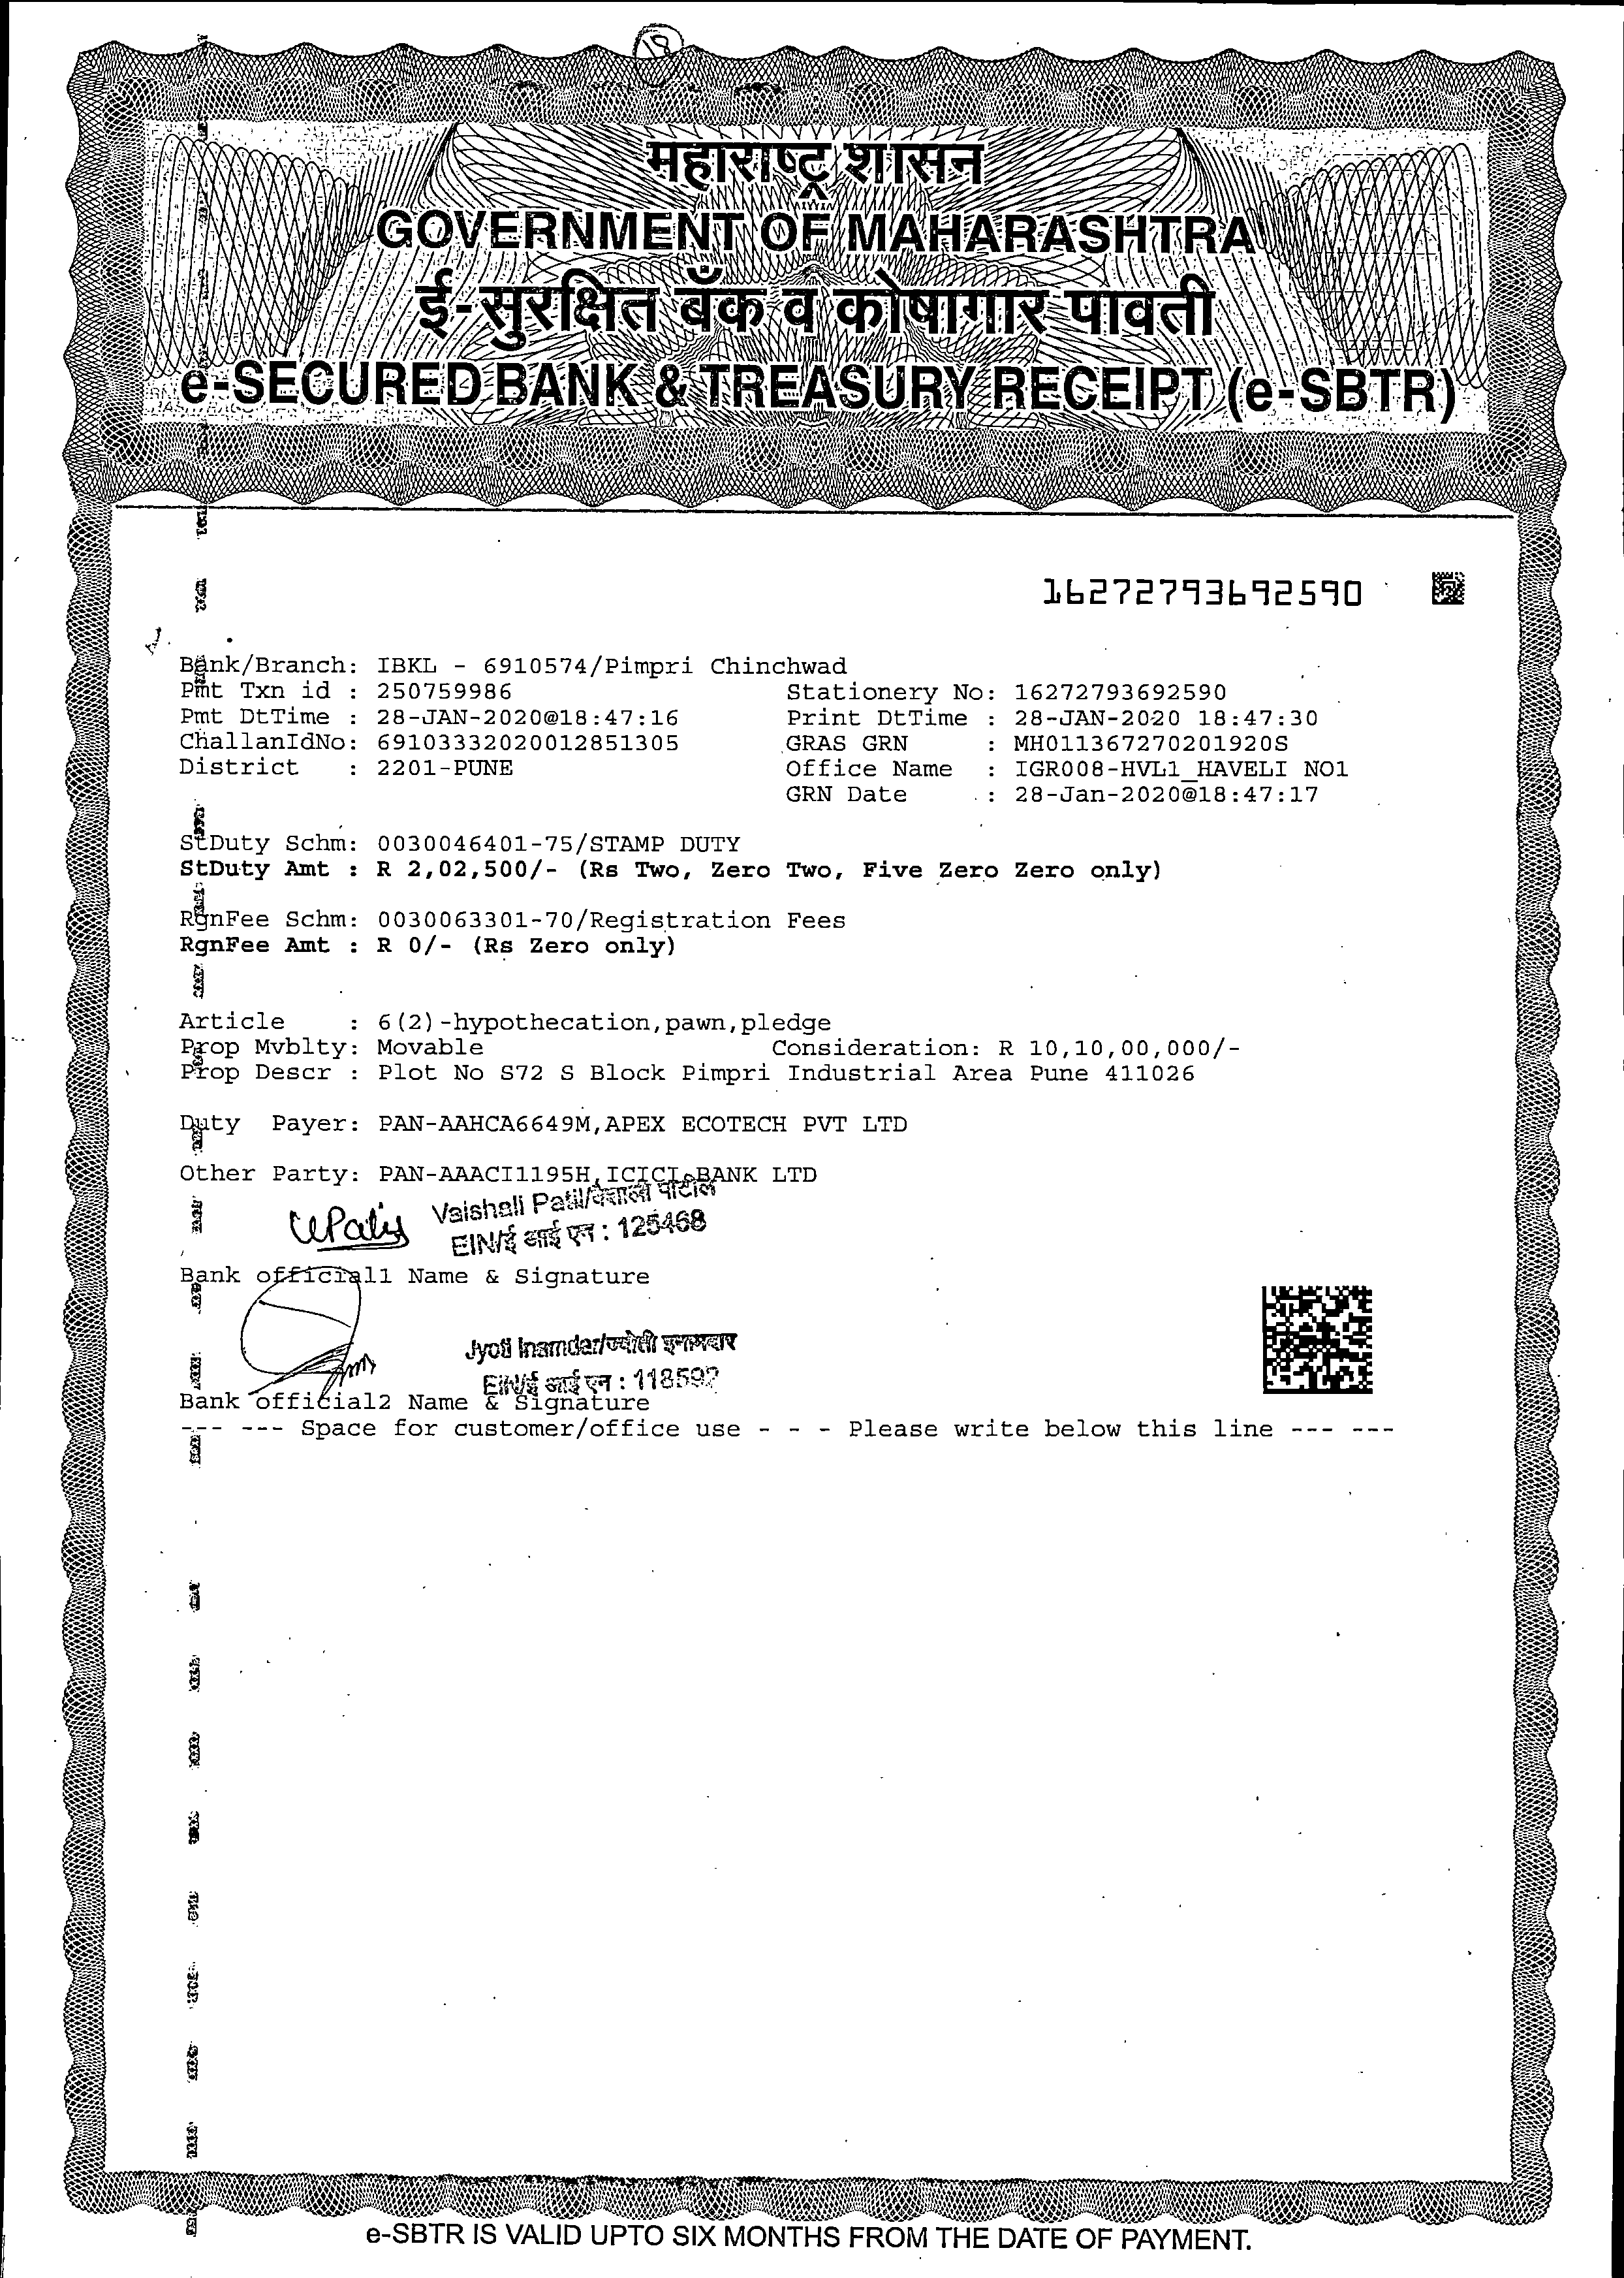 18
महाराष्ट्र शासन
GOVERNMENT OF MAHARASHTRA
ई-सुरक्षित बँक व कोषागार पावती
e-SECURED BANK & TREASURY RECEIPT (e-SBTR)
16272793692590
Bank/Branch: IBKL - 6910574/Pimpri Chinchwad
Pmt Txn id : 250759986 Stationery No: 16272793692590
Pmt DtTime : 28-JAN-2020@18:47:16 Print DtTime : 28-JAN-2020 18:47:30
ChallanIdNo: 69103332020012851305 GRAS GRN : MH011367270201920S
District : 2201-PUNE Office Name : IGR008-HVL1_HAVELI NO1
GRN Date : 28-Jan-2020@18:47:17
StDuty Schm: 0030046401-75/STAMP DUTY
StDuty Amt : R 2,02,500/- (Rs Two, Zero Two, Five Zero Zero only)
RgnFee Schm: 0030063301-70/Registration Fees
RgnFee Amt : R 0/- (Rs Zero only)
Article : 6(2)-hypothecation,pawn,pledge
Prop Mvblty: Movable Consideration: R 10,10,00,000/-
Prop Descr : Plot No S72 S Block Pimpri Industrial Area Pune 411026
Duty Payer: PAN-AAHCA6649M,APEX ECOTECH PVT LTD
Other Party: PAN-AAACI1195H,ICICI BANK LTD
Vaishali Patil/वैशाली पाटील
EIN/ई आई एन : 125468
Bank official1 Name & Signature
Jyoti Inamdar/ज्योती इनामदार
EIN/ई आई एन : 118592
Bank official2 Name & Signature
--- --- Space for customer/office use - - - Please write below this line --- ---
e-SBTR IS VALID UPTO SIX MONTHS FROM THE DATE OF PAYMENT.